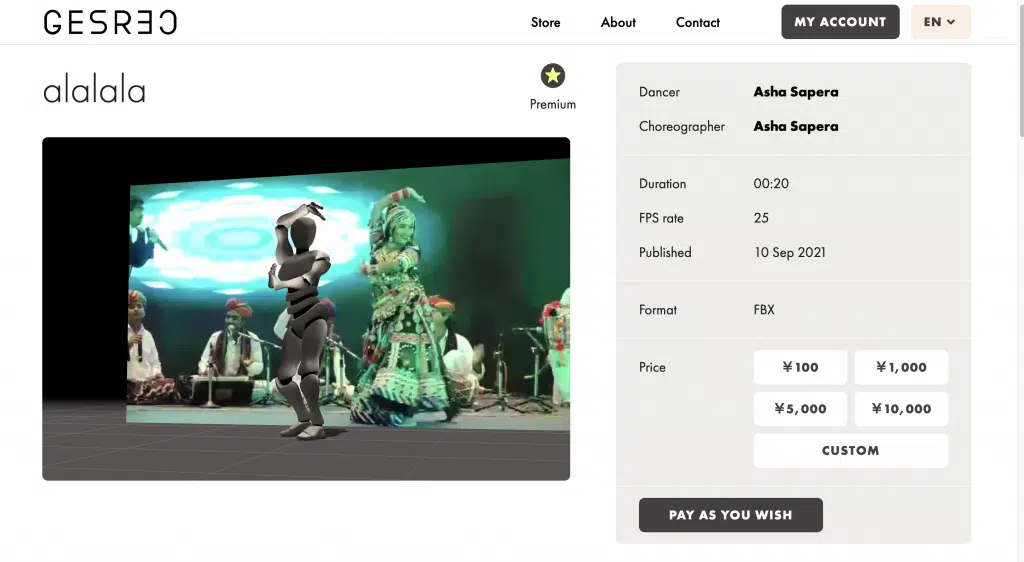 GESREC
Store About Contact MY ACCOUNT EN
alalala
Premium
Dancer Asha Sapera
Choreographer Asha Sapera
Duration 00:20
FPS rate 25
Published 10 Sep 2021
Format FBX
Price ¥100 ¥1,000
¥5,000 ¥10,000
CUSTOM
PAY AS YOU WISH